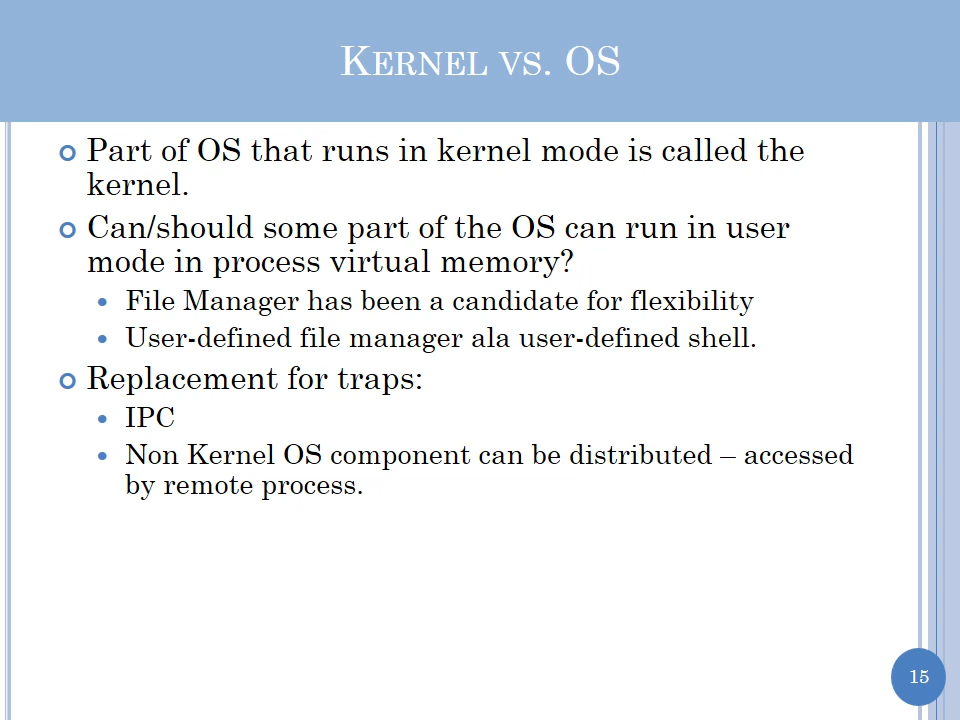 KERNEL VS. OS
Part of OS that runs in kernel mode is called the
kernel.
Can/should some part of the OS can run in user
mode in process virtual memory?
File Manager has been a candidate for flexibility
User-defined file manager ala user-defined shell.
Replacement for traps:
IPC
Non Kernel OS component can be distributed – accessed
by remote process.
15